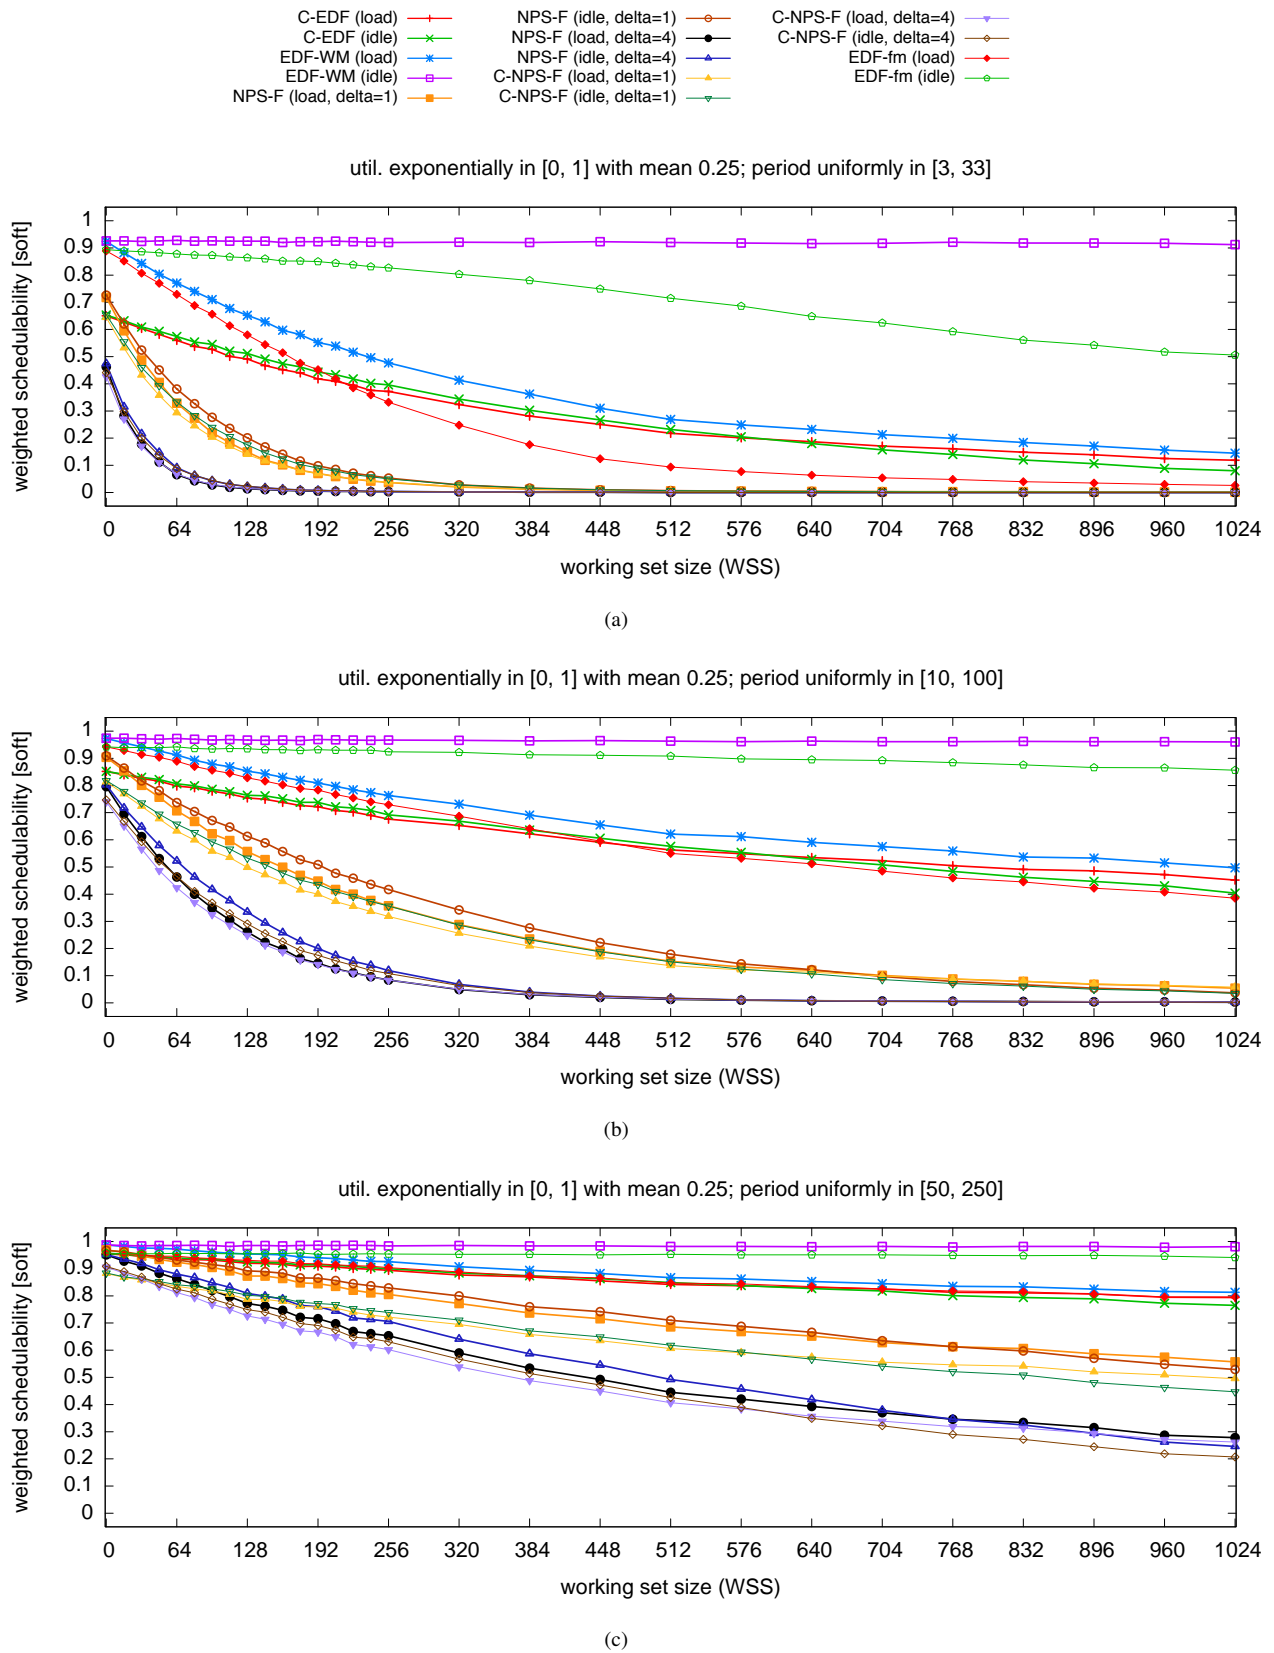 C-EDF (load)
C-EDF (idle)
EDF-WM (load)
EDF-WM (idle)
NPS-F (load, delta=1)
NPS-F (idle, delta=1)
NPS-F (load, delta=4)
NPS-F (idle, delta=4)
C-NPS-F (load, delta=1)
C-NPS-F (idle, delta=1)
C-NPS-F (load, delta=4)
C-NPS-F (idle, delta=4)
EDF-fm (load)
EDF-fm (idle)
util. exponentially in [0, 1] with mean 0.25; period uniformly in [3, 33]
weighted schedulability [soft]
1
0.9
0.8
0.7
0.6
0.5
0.4
0.3
0.2
0.1
0
0 64 128 192 256 320 384 448 512 576 640 704 768 832 896 960 1024
working set size (WSS)
(a)
util. exponentially in [0, 1] with mean 0.25; period uniformly in [10, 100]
weighted schedulability [soft]
1
0.9
0.8
0.7
0.6
0.5
0.4
0.3
0.2
0.1
0
0 64 128 192 256 320 384 448 512 576 640 704 768 832 896 960 1024
working set size (WSS)
(b)
util. exponentially in [0, 1] with mean 0.25; period uniformly in [50, 250]
weighted schedulability [soft]
1
0.9
0.8
0.7
0.6
0.5
0.4
0.3
0.2
0.1
0
0 64 128 192 256 320 384 448 512 576 640 704 768 832 896 960 1024
working set size (WSS)
(c)